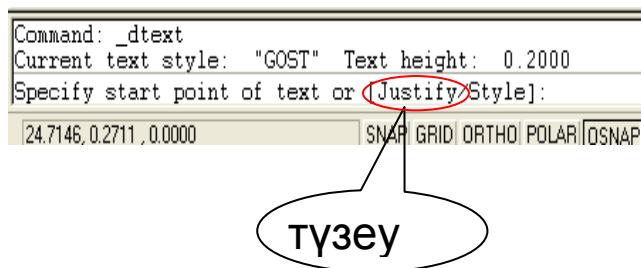 Command: _dtext
Current text style: "GOST" Text height: 0.2000
Specify start point of text or [Justify/Style]:
24.7146, 0.2711 , 0.0000 SNAP GRID ORTHO POLAR OSNAP
түзеу